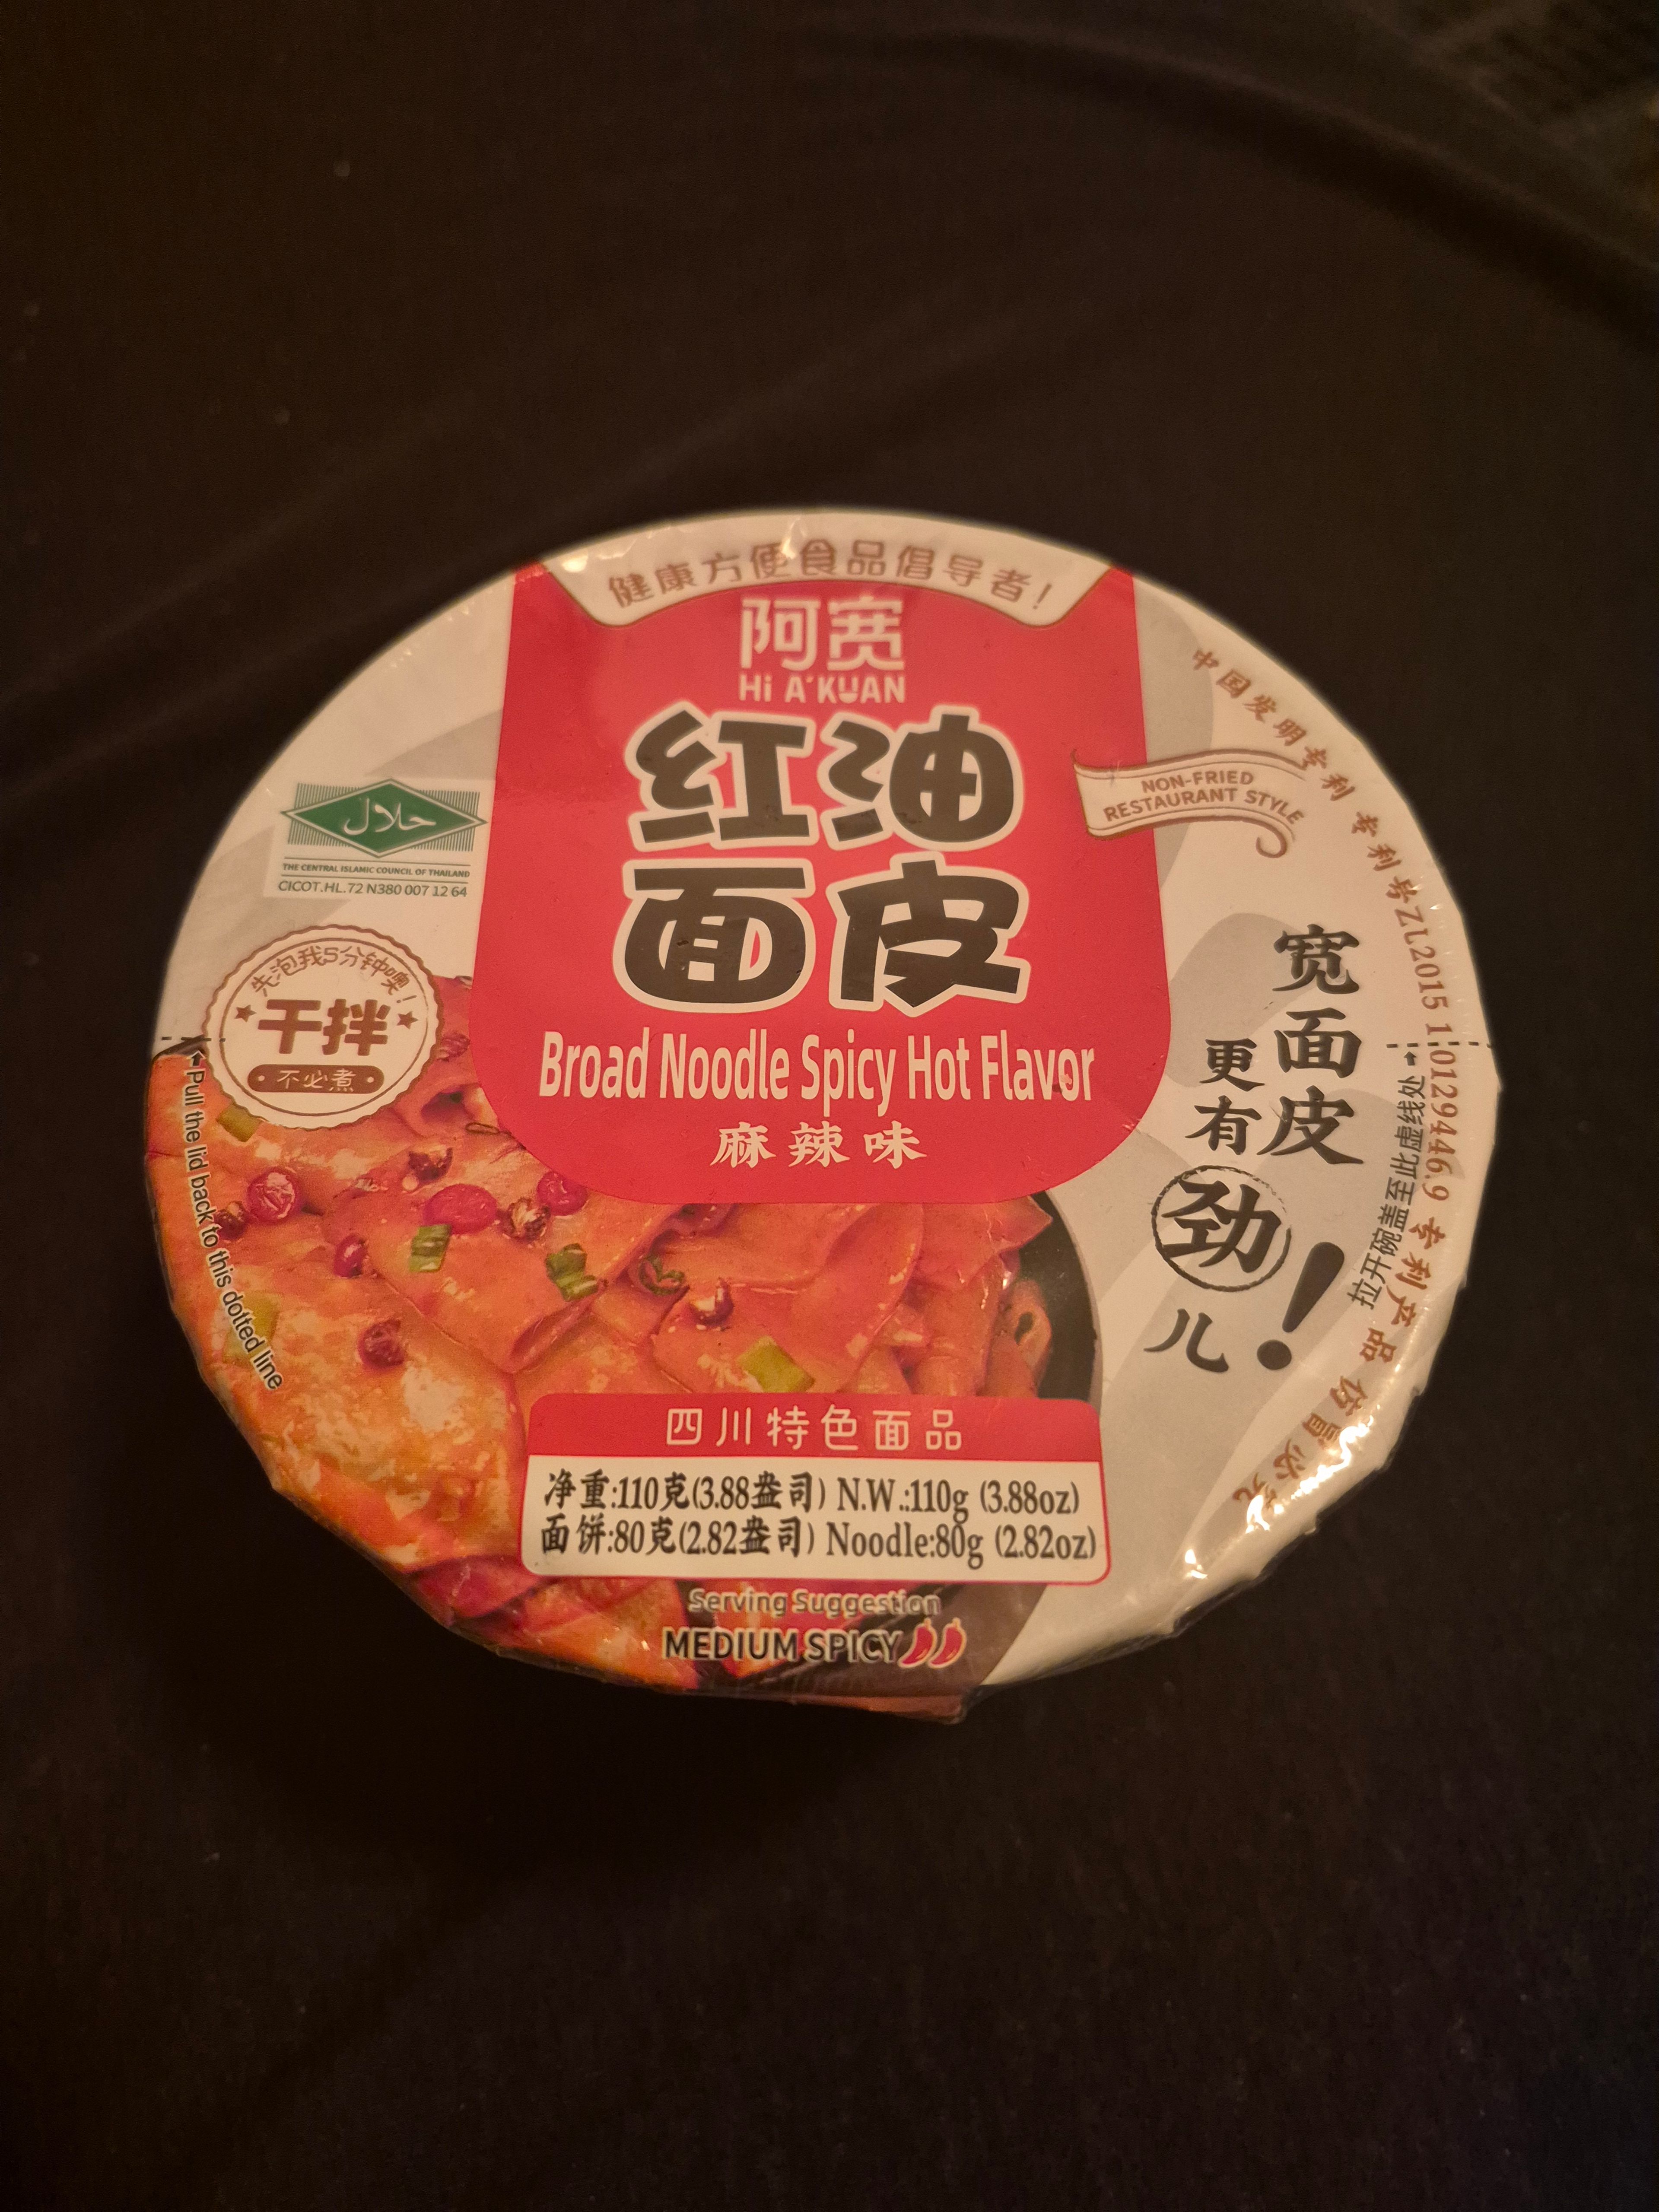 健康方便食品倡导者!
阿宽
Hi A'KUAN
红油
面皮
Broad Noodle Spicy Hot Flavor
麻辣味
حلال
THE CENTRAL ISLAMIC COUNCIL OF THAILAND
CICOT.HL.72 N380 007 12 64
先泡我5分钟噢!
干拌
·不必煮·
Pull the lid back to this dotted line
NON-FRIED
RESTAURANT STYLE
中国发明专利 专利号ZL2015 1 0129446.9 专利产品 仿冒必究
拉开碗盖至此虚线处
宽面皮
更有劲儿!
四川特色面品
净重:110克(3.88盎司) N.W.:110g (3.88oz)
面饼:80克(2.82盎司) Noodle:80g (2.82oz)
Serving Suggestion
MEDIUM SPICY